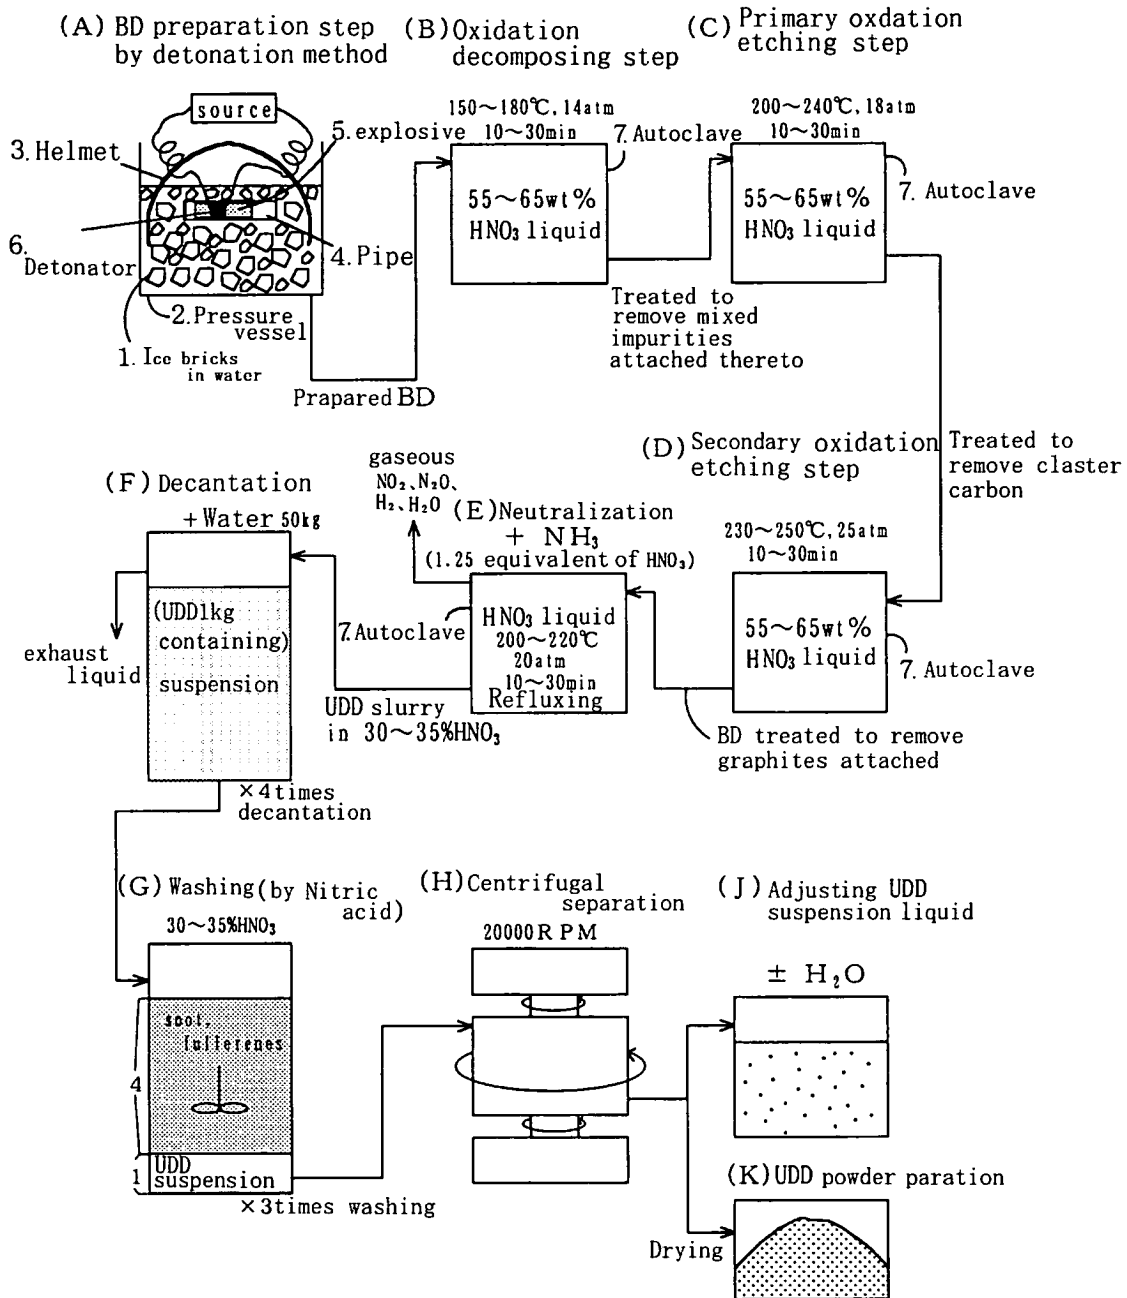 (A) BD preparation step
by detonation method
source
3. Helmet
5. explosive
6.
Detonator
4. Pipe
2. Pressure
vessel
1. Ice bricks
in water
Prapared BD
(B) Oxidation
decomposing step
150～180℃, 14atm
10～30min
7. Autoclave
55～65wt%
HNO₃ liquid
Treated to
remove mixed
impurities
attached thereto
(C) Primary oxdation
etching step
200～240℃, 18atm
10～30min
55～65wt%
HNO₃ liquid
7. Autoclave
Treated to
remove claster
carbon
(D) Secondary oxidation
etching step
230～250℃, 25atm
10～30min
55～65wt%
HNO₃ liquid
7. Autoclave
BD treated to remove
graphites attached
(E) Neutralization
+ NH₃
(1.25 equivalent of HNO₃)
gaseous
NO₂、N₂O、
H₂、H₂O
7. Autoclave
HNO₃ liquid
200～220℃
20atm
10～30min
Refluxing
UDD slurry
in 30～35%HNO₃
(F) Decantation
+Water 50kg
(UDD1kg
containing)
suspension
exhaust
liquid
×4 times
decantation
(G) Washing (by Nitric
acid)
30～35%HNO₃
soot,
fullerenes
4
1
UDD
suspension
×3times washing
(H) Centrifugal
separation
20000RPM
(J) Adjusting UDD
suspension liquid
± H₂O
(K) UDD powder paration
Drying